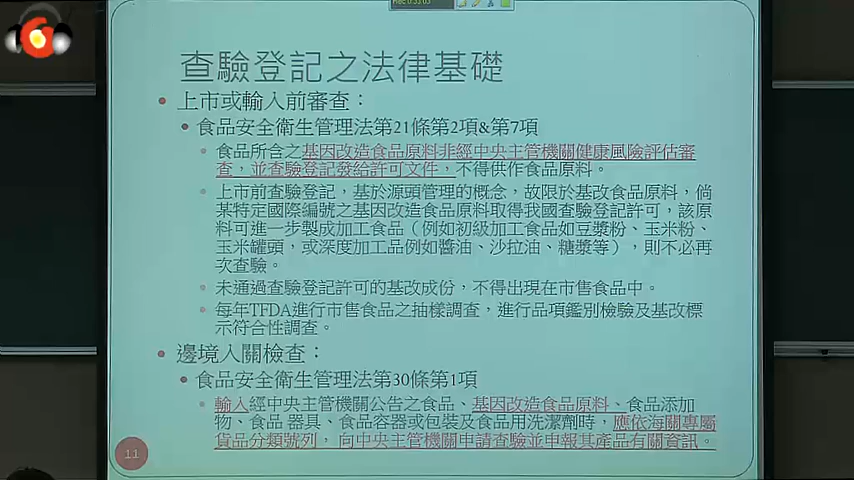 查驗登記之法律基礎
• 上市或輸入前審查：
• 食品安全衛生管理法第21條第2項&第7項
• 食品所含之基因改造食品原料非經中央主管機關健康風險評估審
查，並查驗登記發給許可文件，不得供作食品原料。
• 上市前查驗登記，基於源頭管理的概念，故限於基改食品原料，倘
某特定國際編號之基因改造食品原料取得我國查驗登記許可，該原
料可進一步製成加工食品（例如初級加工食品如豆漿粉、玉米粉、
玉米罐頭，或深度加工品例如醬油、沙拉油、糖漿等），則不必再
次查驗。
• 未通過查驗登記許可的基改成份，不得出現在市售食品中。
• 每年TFDA進行市售食品之抽樣調查，進行品項鑑別檢驗及基改標
示符合性調查。
• 邊境入關檢查：
• 食品安全衛生管理法第30條第1項
• 輸入經中央主管機關公告之食品、基因改造食品原料、食品添加
物、食品 器具、食品容器或包裝及食品用洗潔劑時，應依海關專屬
貨品分類號列， 向中央主管機關申請查驗並申報其產品有關資訊。
11